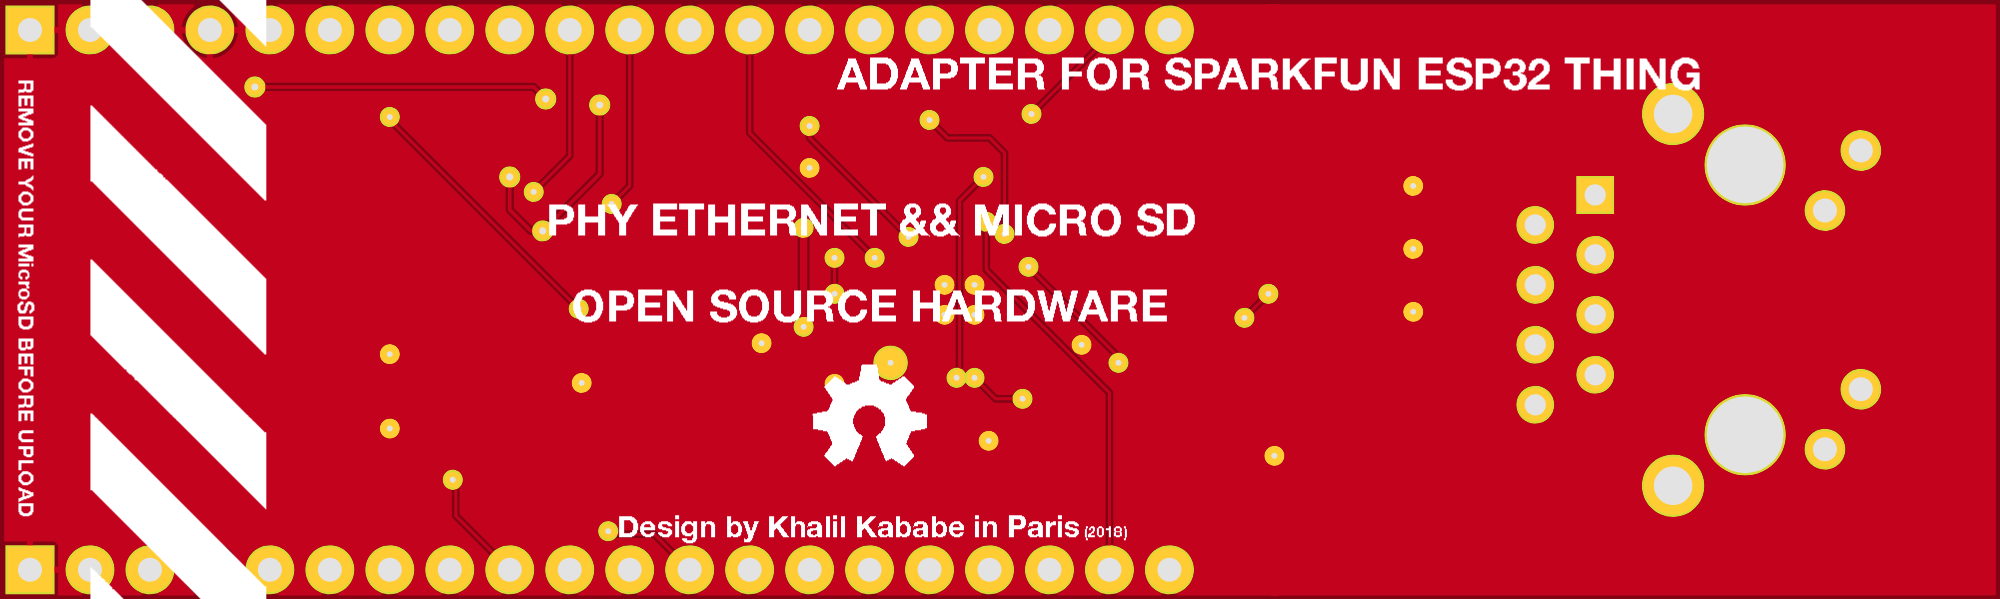 ADAPTER FOR SPARKFUN ESP32 THING
REMOVE YOUR MicroSD BEFORE UPLOAD
PHY ETHERNET && MICRO SD
OPEN SOURCE HARDWARE
Design by Khalil Kababe in Paris (2018)